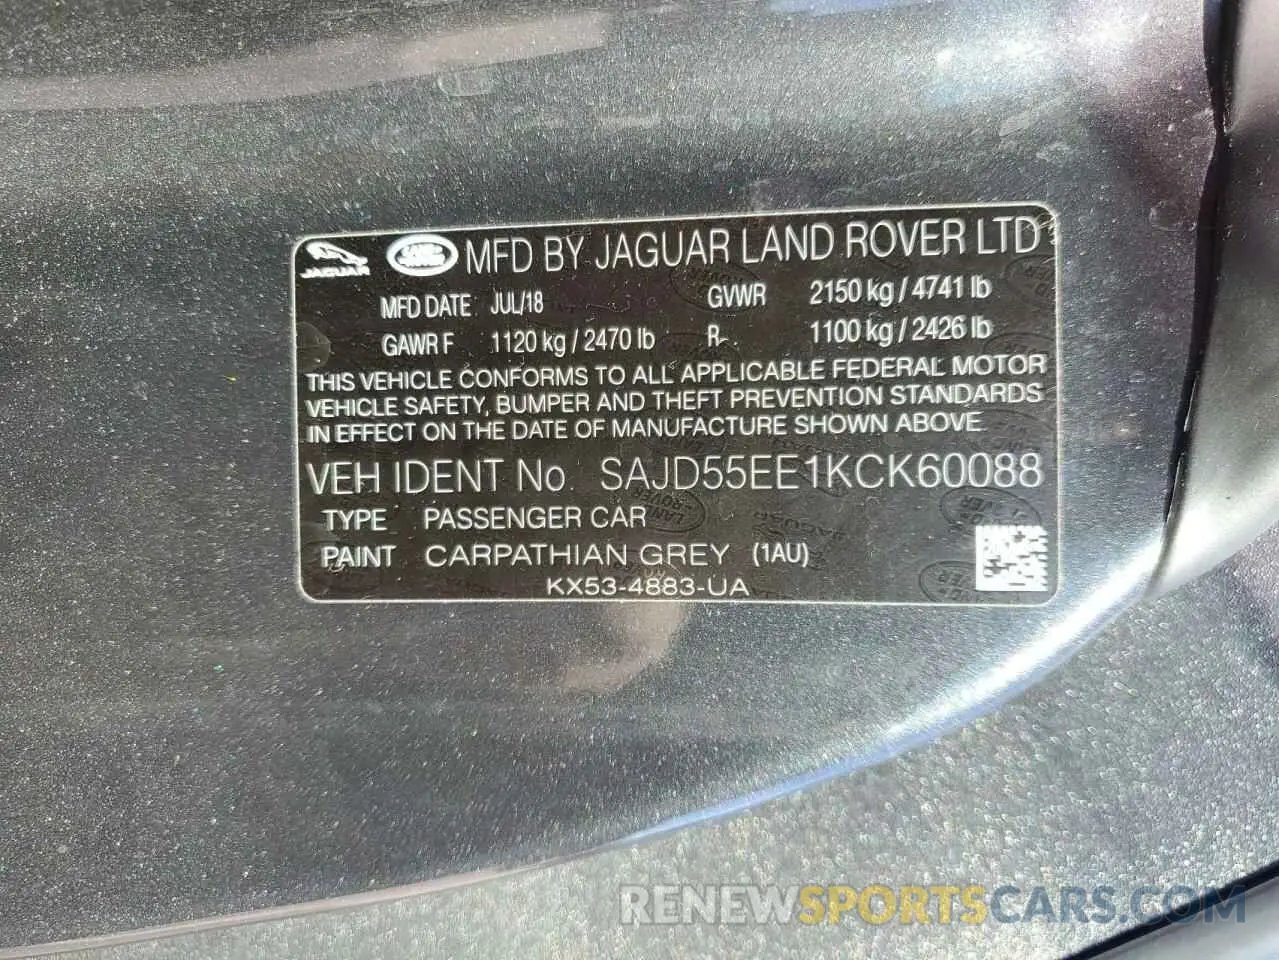 JAGUAR LAND ROVER MFD BY JAGUAR LAND ROVER LTD
MFD DATE JUL/18 GVWR 2150 kg / 4741 lb
GAWR F 1120 kg / 2470 lb R 1100 kg / 2426 lb
THIS VEHICLE CONFORMS TO ALL APPLICABLE FEDERAL MOTOR
VEHICLE SAFETY, BUMPER AND THEFT PREVENTION STANDARDS
IN EFFECT ON THE DATE OF MANUFACTURE SHOWN ABOVE.
VEH IDENT No. SAJD55EE1KCK60088
TYPE PASSENGER CAR
PAINT CARPATHIAN GREY (1AU)
KX53-4883-UA
RENEWSPORTSCARS.COM